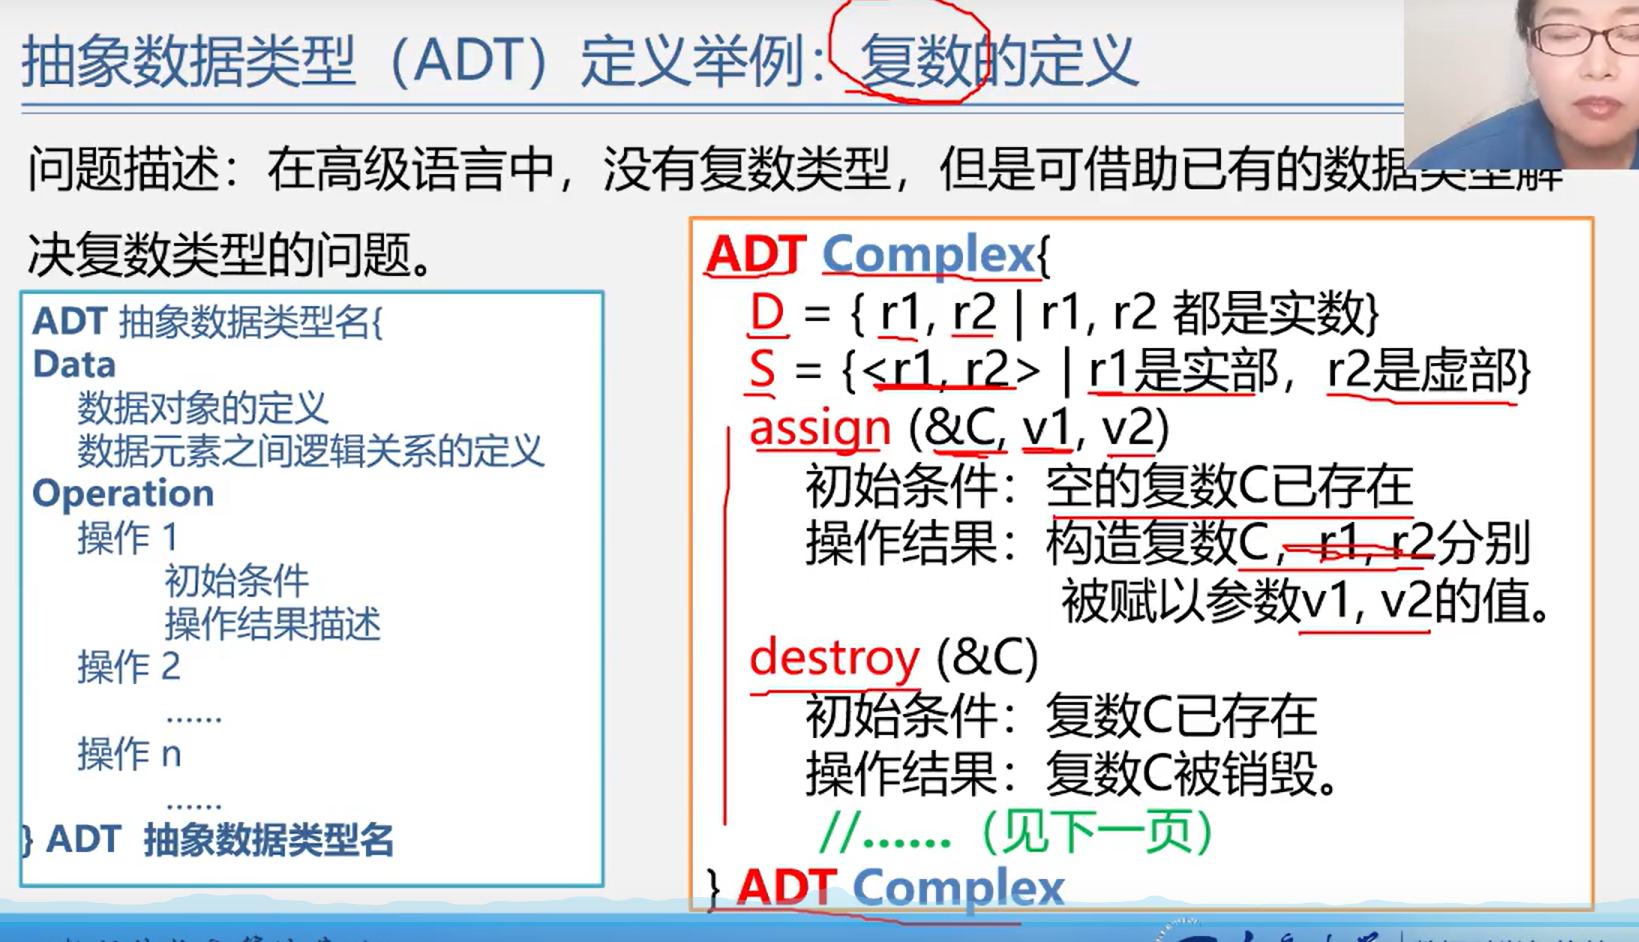 抽象数据类型（ADT）定义举例：复数的定义
问题描述：在高级语言中，没有复数类型，但是可借助已有的数据类型解
决复数类型的问题。
ADT 抽象数据类型名{
Data
数据对象的定义
数据元素之间逻辑关系的定义
Operation
操作 1
初始条件
操作结果描述
操作 2
......
操作 n
......
} ADT 抽象数据类型名
ADT Complex{
D = { r1, r2 | r1, r2 都是实数}
S = {<r1, r2> | r1是实部，r2是虚部}
assign (&C, v1, v2)
初始条件：空的复数C已存在
操作结果：构造复数C，r1, r2分别
被赋以参数v1, v2的值。
destroy (&C)
初始条件：复数C已存在
操作结果：复数C被销毁。
//......（见下一页）
} ADT Complex